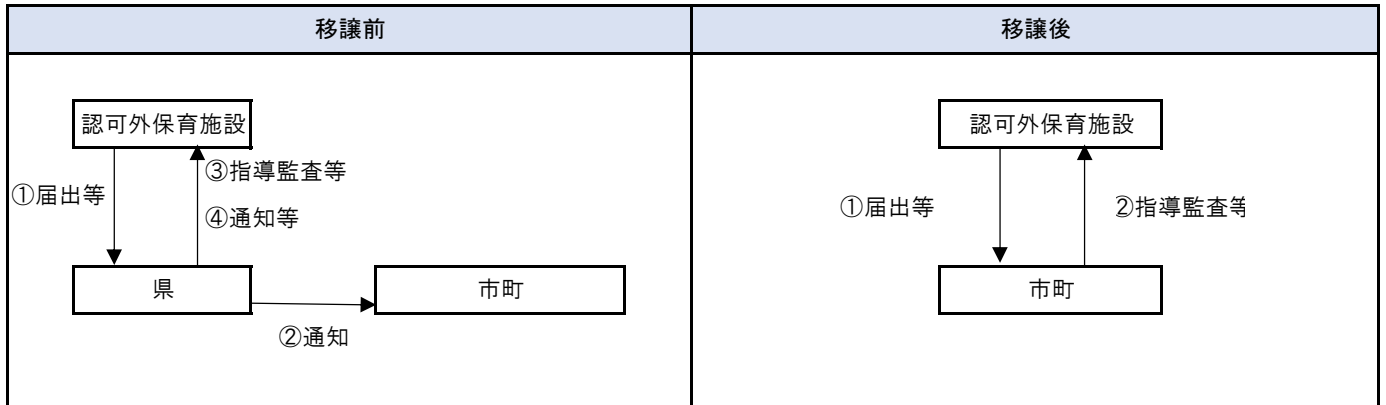 移譲前
移譲後
認可外保育施設
③指導監査等
①届出等
④通知等
県
市町
②通知
認可外保育施設
①届出等
②指導監査等
市町